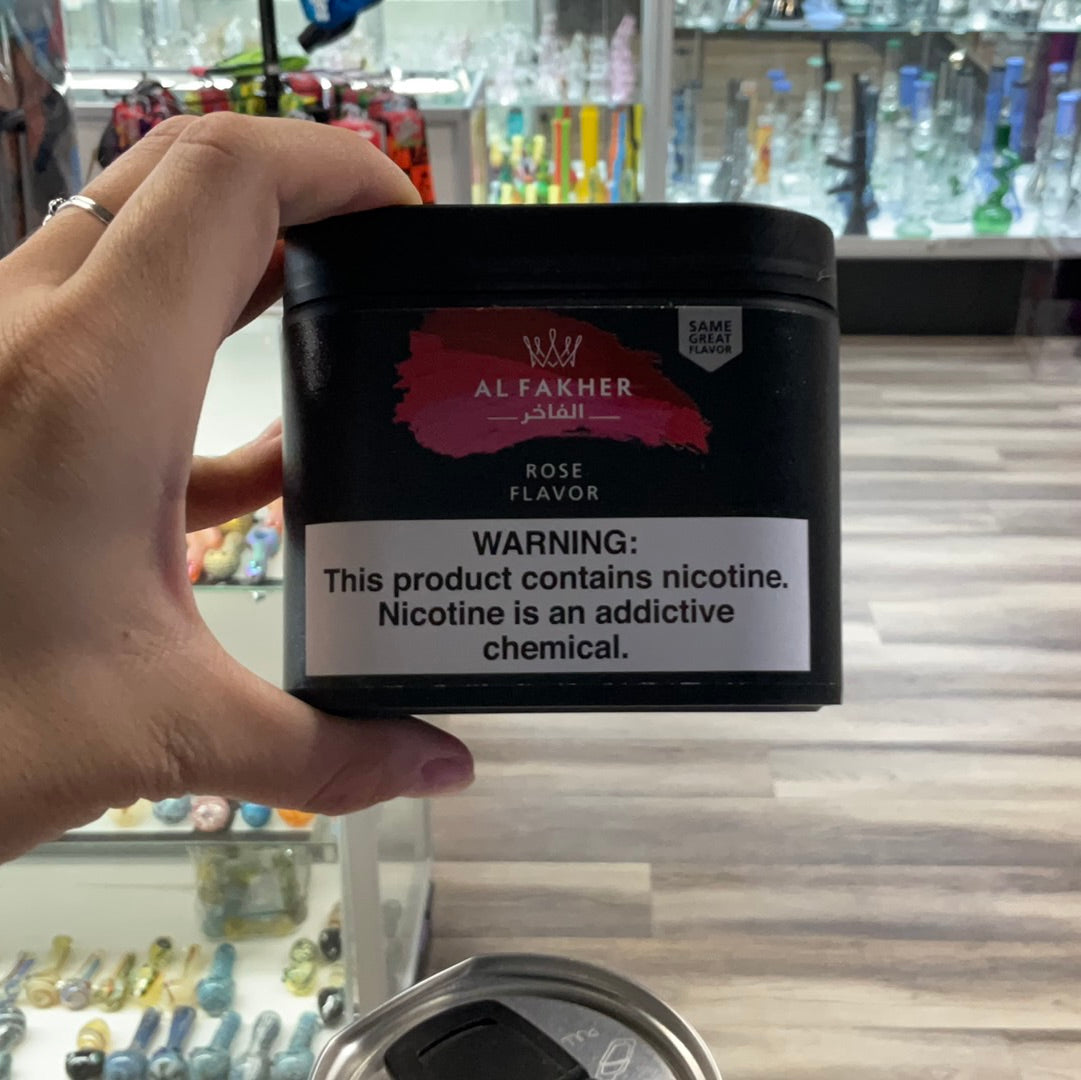 SAME
GREAT
FLAVOR
AL FAKHER
الفاخر
ROSE
FLAVOR
WARNING:
This product contains nicotine.
Nicotine is an addictive
chemical.